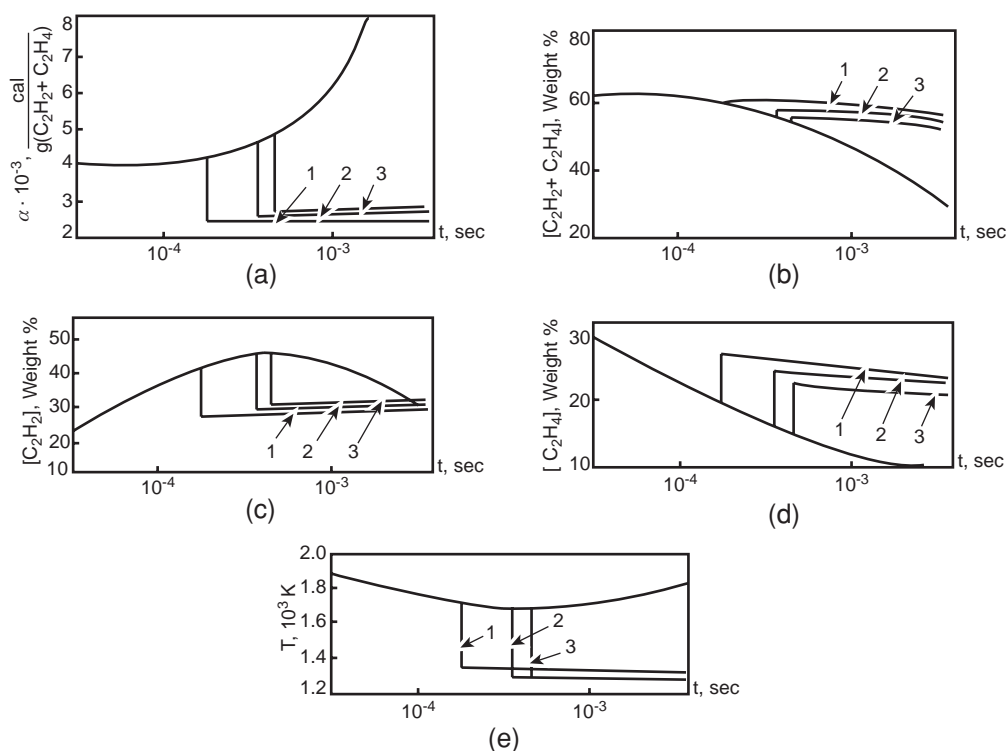 8
7
6
5
4
3
2
α · 10⁻³, cal / g(C₂H₂+ C₂H₄)
1 2 3
10⁻⁴ 10⁻³ t, sec
(a)
80
60
40
20
[C₂H₂+ C₂H₄], Weight %
1 2 3
10⁻⁴ 10⁻³ t, sec
(b)
50
40
30
20
10
[C₂H₂], Weight %
1 2 3
10⁻⁴ 10⁻³ t, sec
(c)
30
20
10
[ C₂H₄], Weight %
1 2 3
10⁻⁴ 10⁻³ t, sec
(d)
2.0
1.8
1.6
1.4
1.2
T, 10³ K
1 2 3
10⁻⁴ 10⁻³ t, sec
(e)